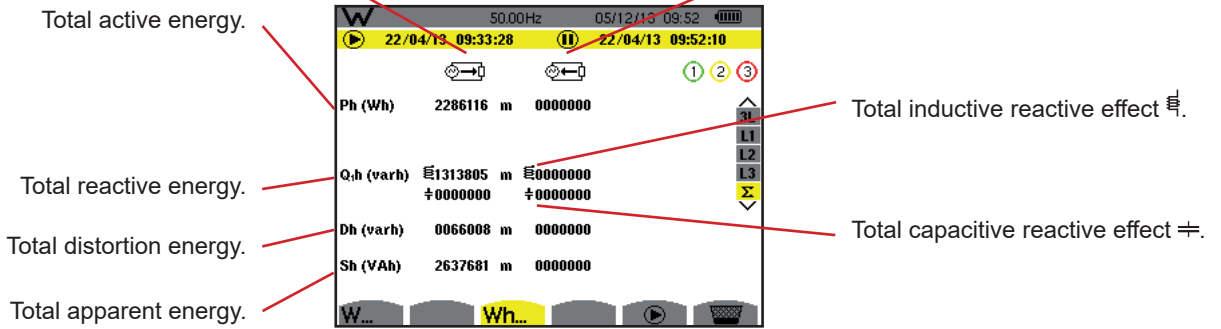 Total active energy.
W 50.00Hz 05/12/13 09:52
22/04/13 09:33:28 22/04/13 09:52:10
1 2 3
Ph (Wh) 2286116 m 0000000
Total inductive reactive effect.
3L
L1
L2
L3
Σ
Q₁h (varh) 1313805 m 0000000
0000000 0000000
Total reactive energy.
Total capacitive reactive effect.
Dh (varh) 0066008 m 0000000
Total distortion energy.
Sh (VAh) 2637681 m 0000000
Total apparent energy.
W... Wh...